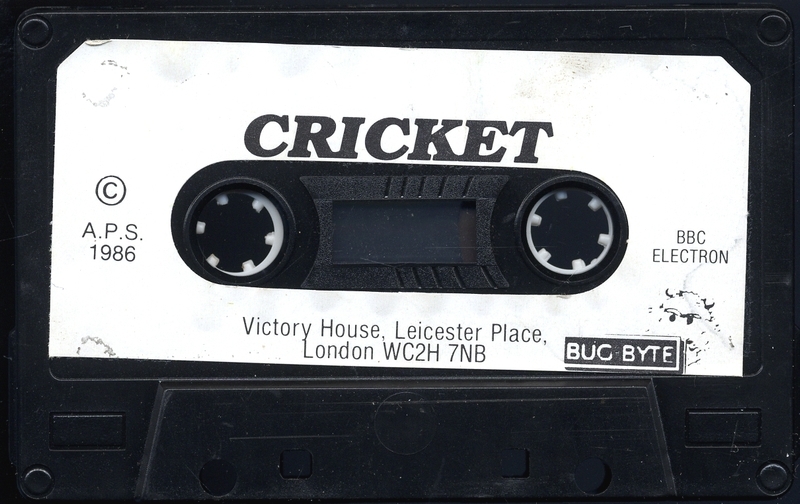 CRICKET
©
A.P.S.
1986
BBC
ELECTRON
Victory House, Leicester Place,
London WC2H 7NB
BUG-BYTE